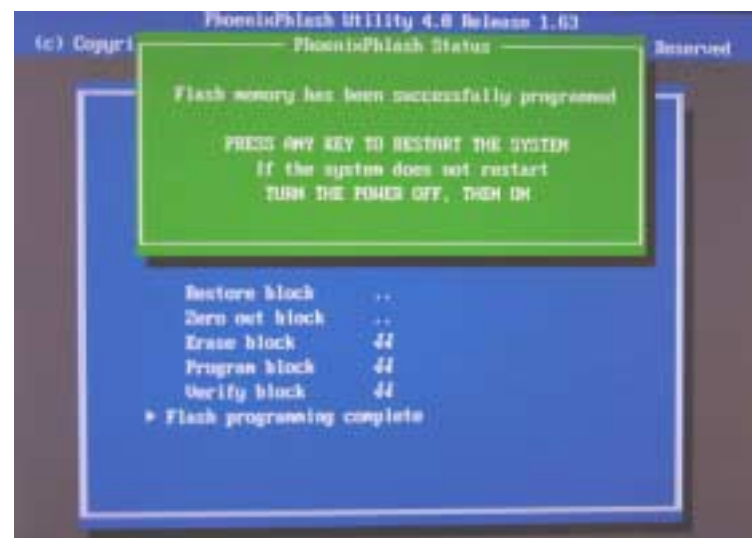 PhoenixPhlash Utility 4.0 Release 1.63
(c) Copyri
Reserved
PhoenixPhlash Status
Flash memory has been successfully programmed
PRESS ANY KEY TO RESTART THE SYSTEM
If the system does not restart
TURN THE POWER OFF, THEN ON
Restore block ..
Zero out block ..
Erase block √√
Program block √√
Verify block √√
► Flash programming complete